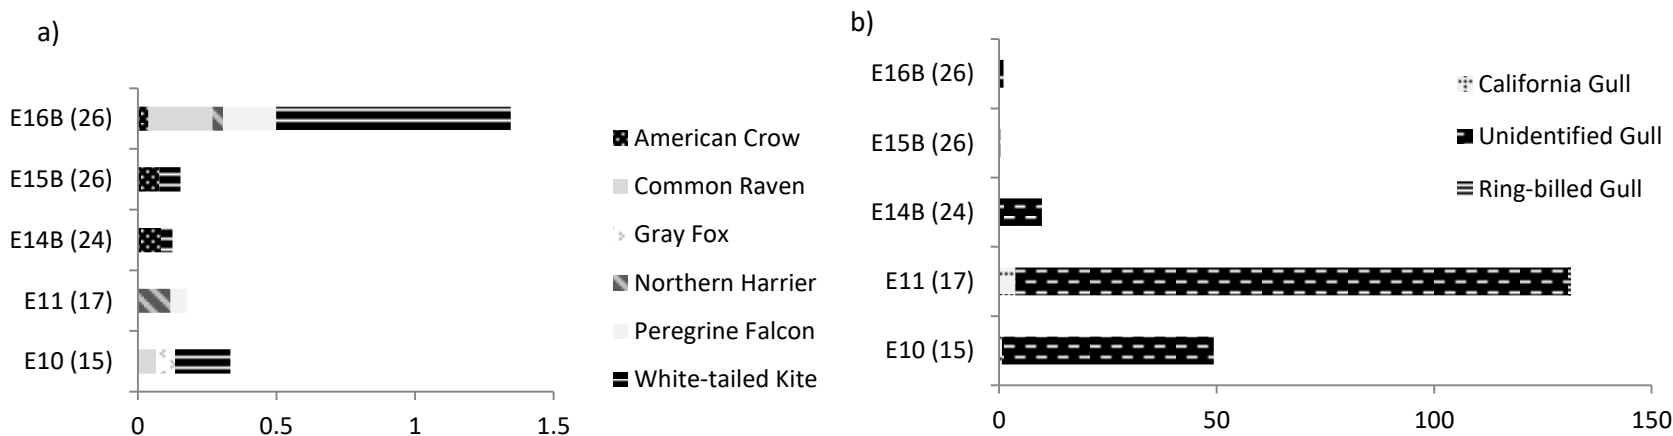 a)
E16B (26)
E15B (26)
E14B (24)
E11 (17)
E10 (15)
0 0.5 1 1.5
American Crow
Common Raven
Gray Fox
Northern Harrier
Peregrine Falcon
White-tailed Kite
b)
E16B (26)
E15B (26)
E14B (24)
E11 (17)
E10 (15)
0 50 100 150
California Gull
Unidentified Gull
Ring-billed Gull